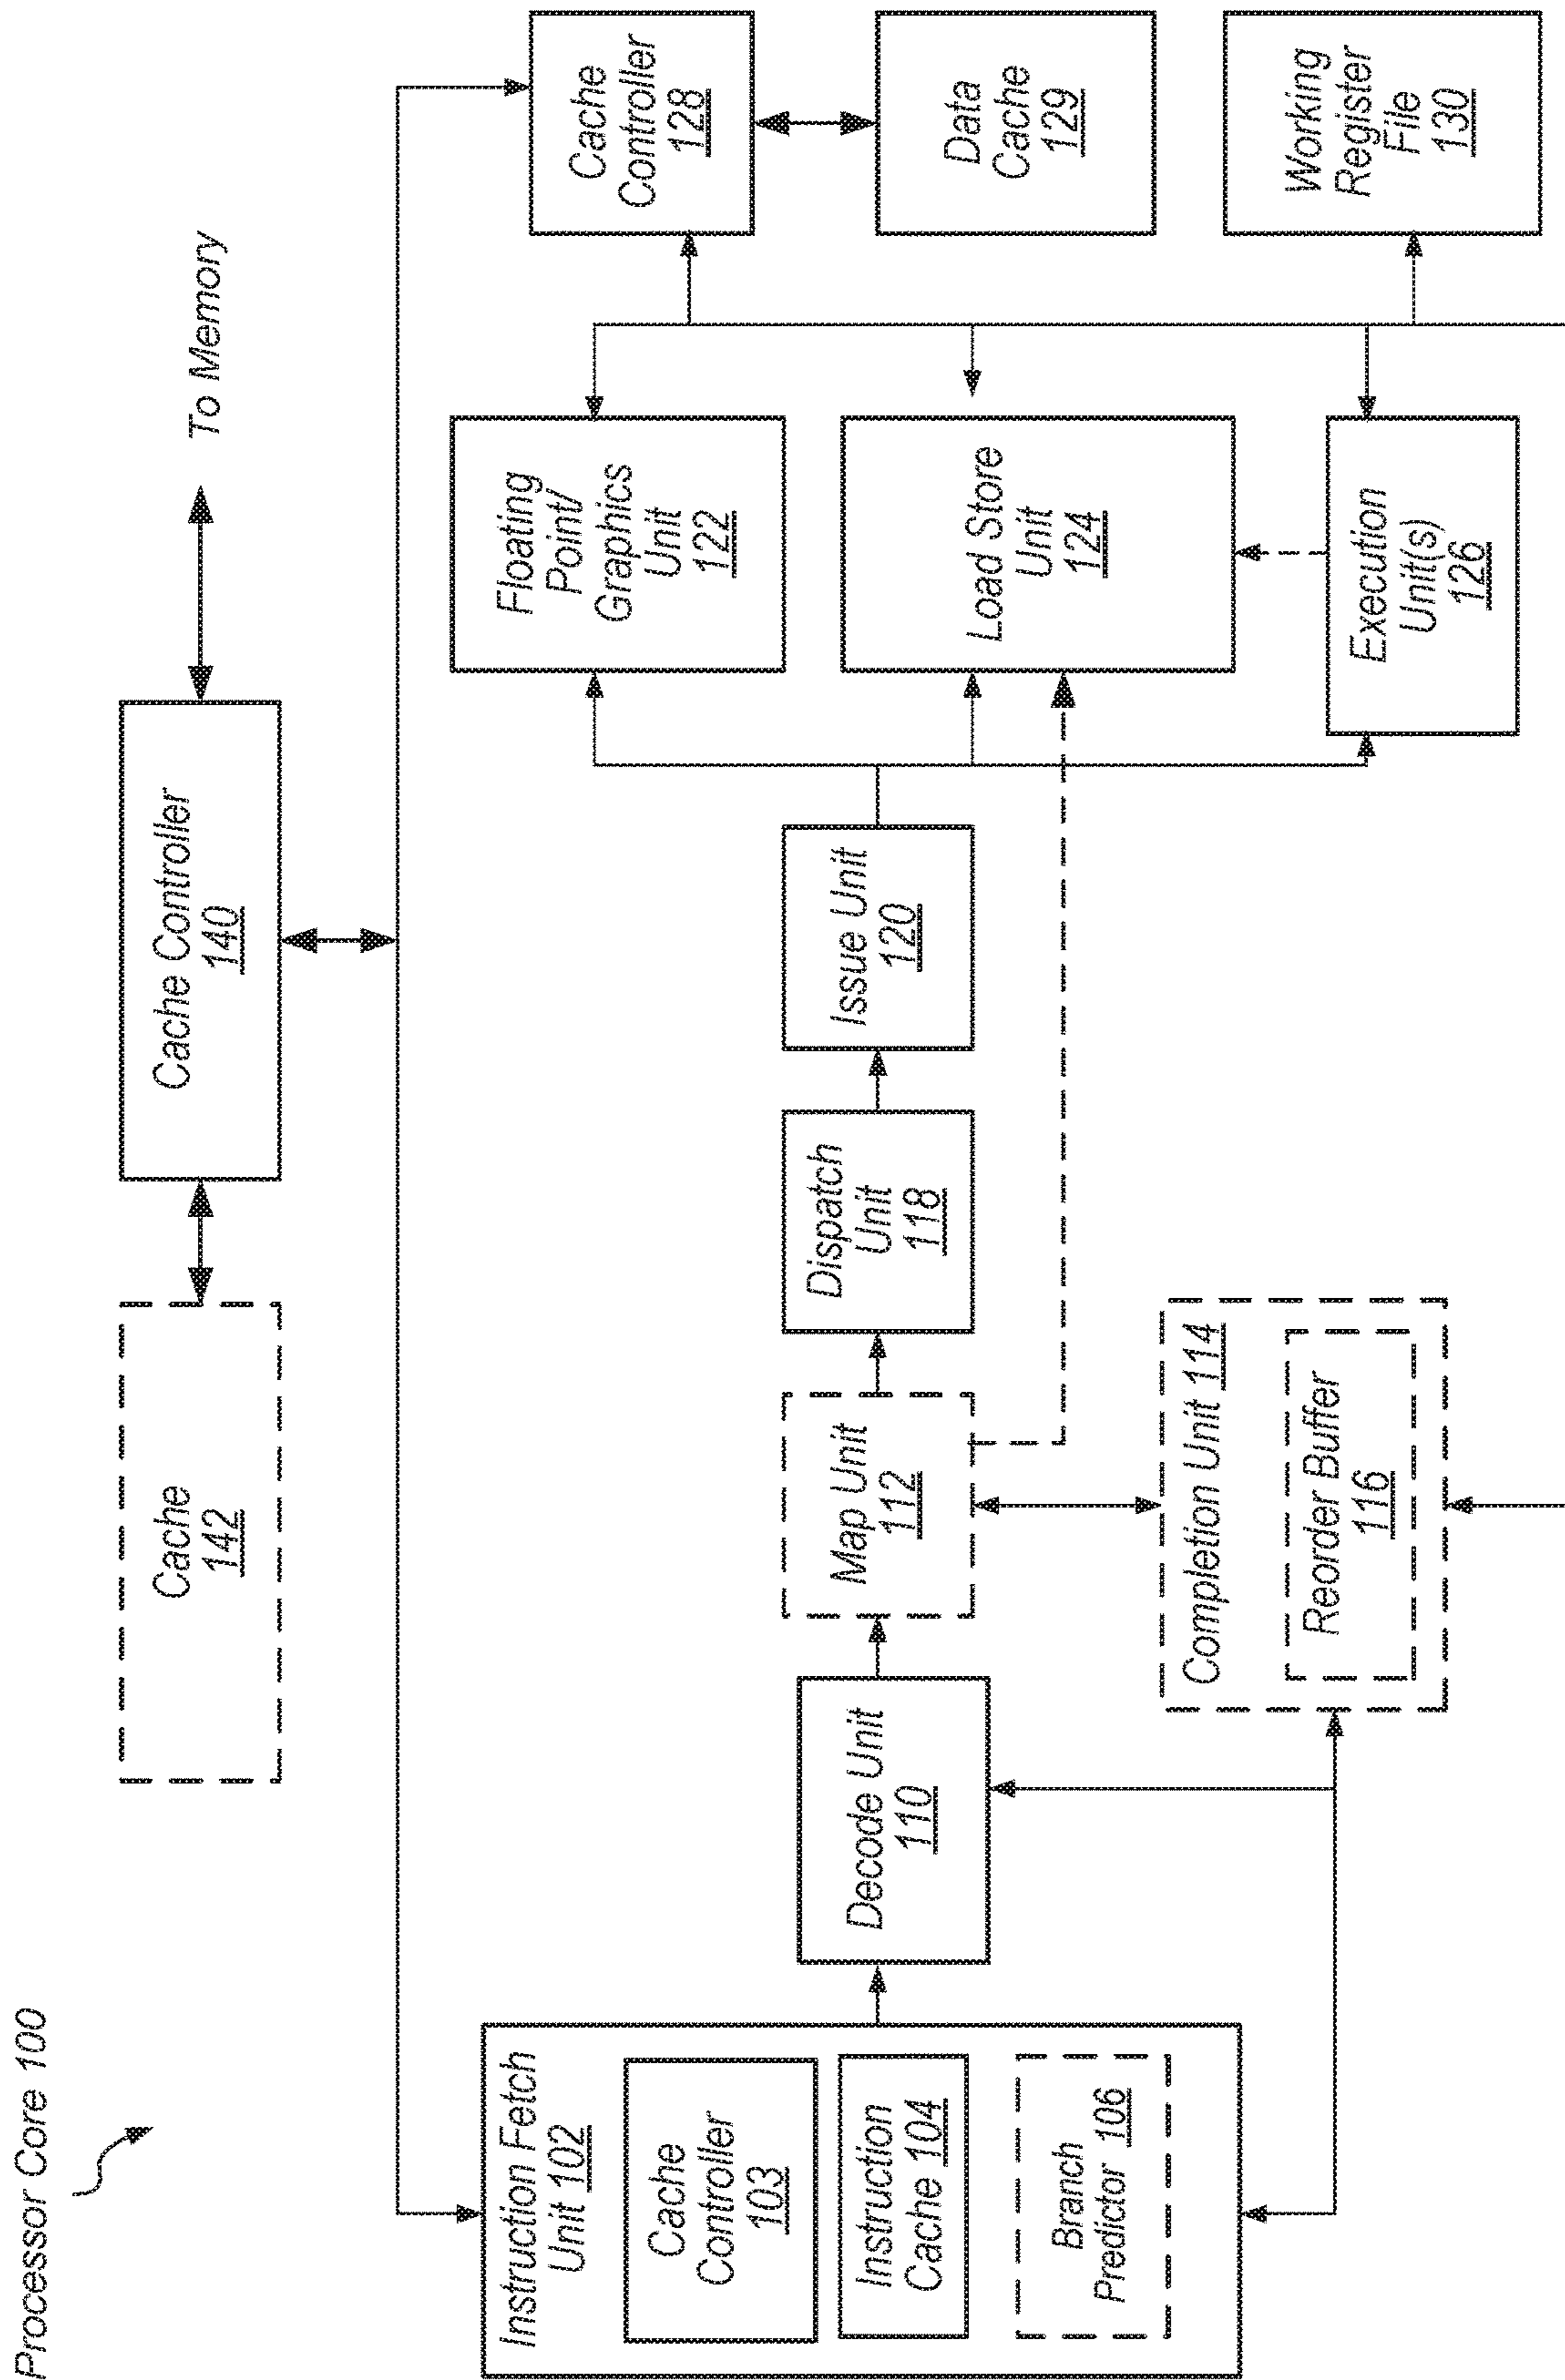 Processor Core 100
Cache
142
Cache Controller
140
To Memory
Instruction Fetch
Unit 102
Cache
Controller
103
Instruction
Cache 104
Branch
Predictor 106
Decode Unit
110
Map Unit
112
Dispatch
Unit
118
Issue Unit
120
Completion Unit 114
Reorder Buffer
116
Floating
Point/
Graphics
Unit
122
Load Store
Unit
124
Execution
Unit(s)
126
Cache
Controller
128
Data
Cache
129
Working
Register
File
130